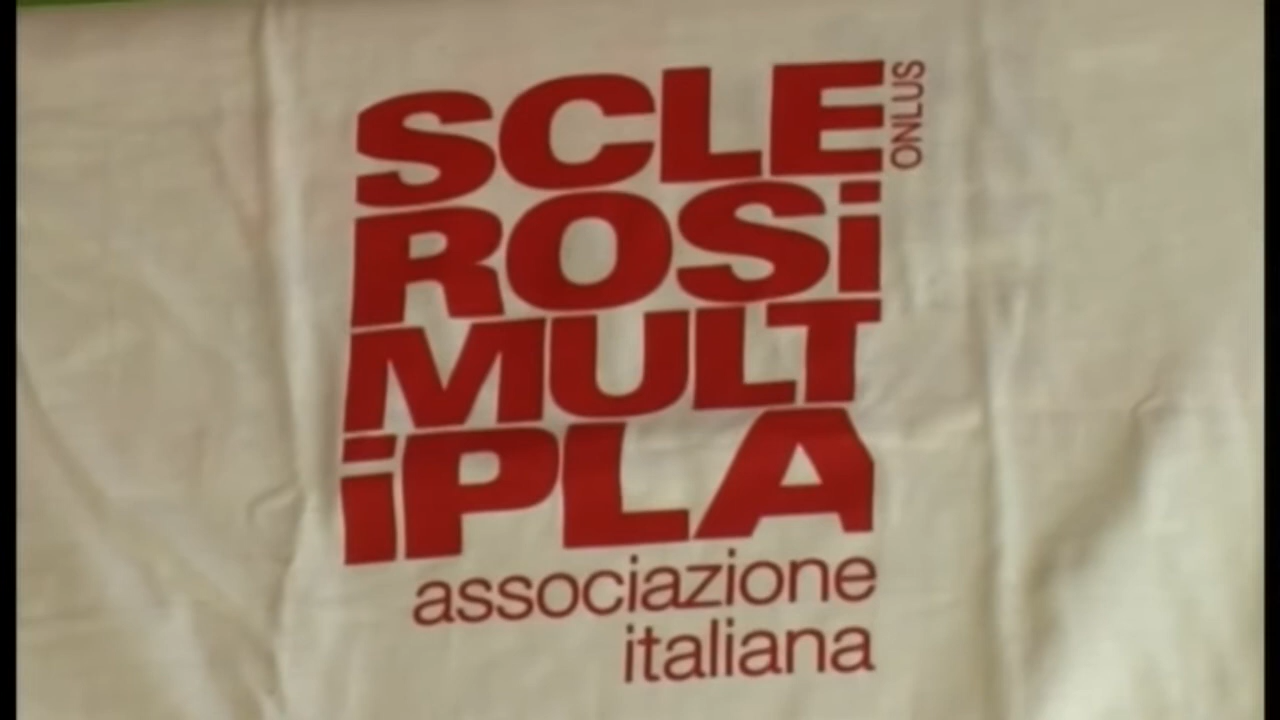 SCLE
ROSi
MULT
iPLA
ONLUS
associazione
italiana